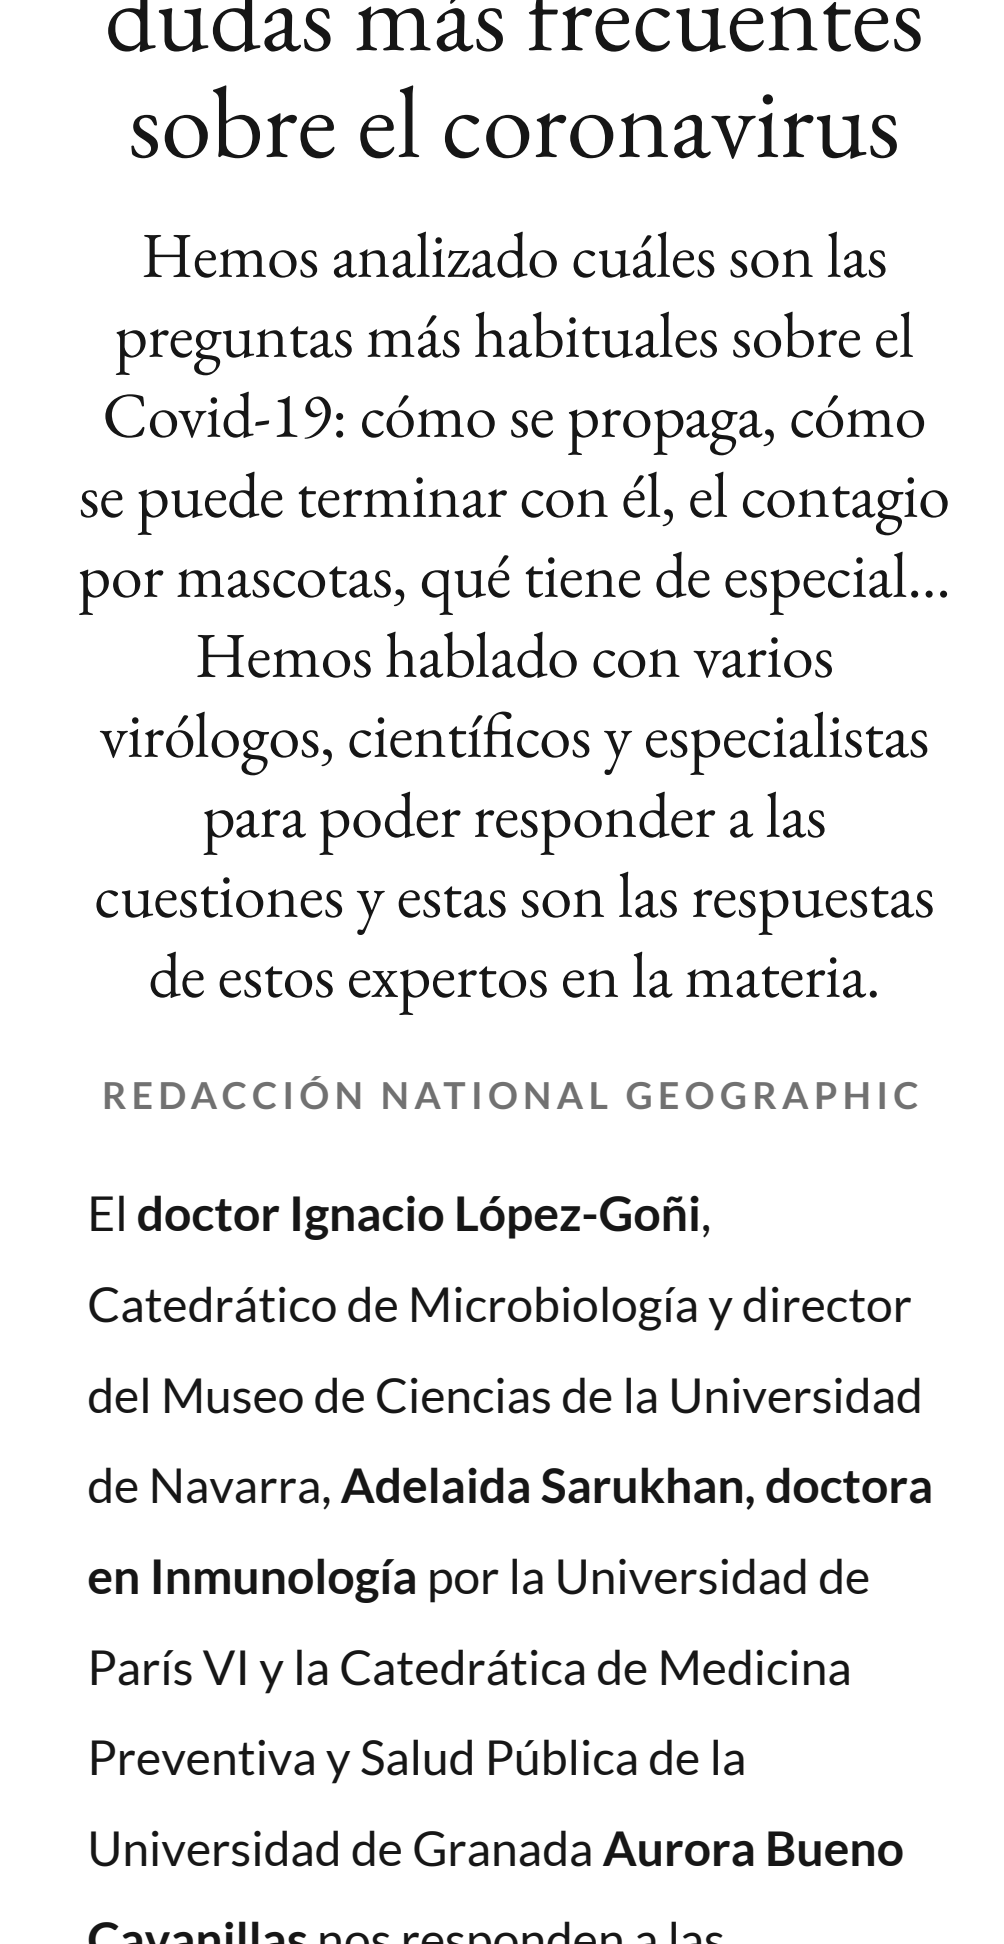 dudas más frecuentes
sobre el coronavirus
Hemos analizado cuáles son las
preguntas más habituales sobre el
Covid-19: cómo se propaga, cómo
se puede terminar con él, el contagio
por mascotas, qué tiene de especial...
Hemos hablado con varios
virólogos, científicos y especialistas
para poder responder a las
cuestiones y estas son las respuestas
de estos expertos en la materia.
REDACCIÓN NATIONAL GEOGRAPHIC
El doctor Ignacio López-Goñi,
Catedrático de Microbiología y director
del Museo de Ciencias de la Universidad
de Navarra, Adelaida Sarukhan, doctora
en Inmunología por la Universidad de
París VI y la Catedrática de Medicina
Preventiva y Salud Pública de la
Universidad de Granada Aurora Bueno
Cavanillas nos responden a las